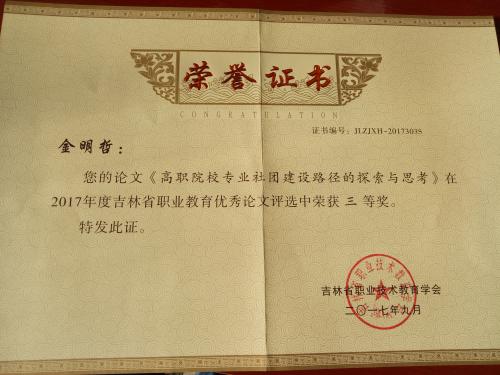 荣誉证书
CONGRATULATION
证书编号：JLZJXH-2017303S
金明哲：
您的论文《高职院校专业社团建设路径的探索与思考》在
2017年度吉林省职业教育优秀论文评选中荣获 三 等奖。
特发此证。
吉林省职业技术教育学会
二〇一七年九月